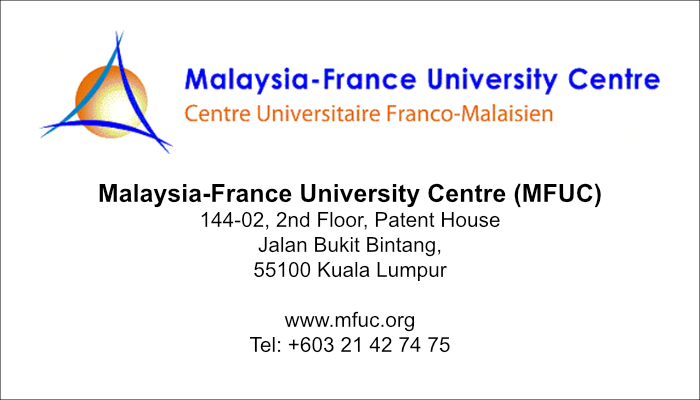 Malaysia-France University Centre
Centre Universitaire Franco-Malaisien
Malaysia-France University Centre (MFUC)
144-02, 2nd Floor, Patent House
Jalan Bukit Bintang,
55100 Kuala Lumpur
www.mfuc.org
Tel: +603 21 42 74 75